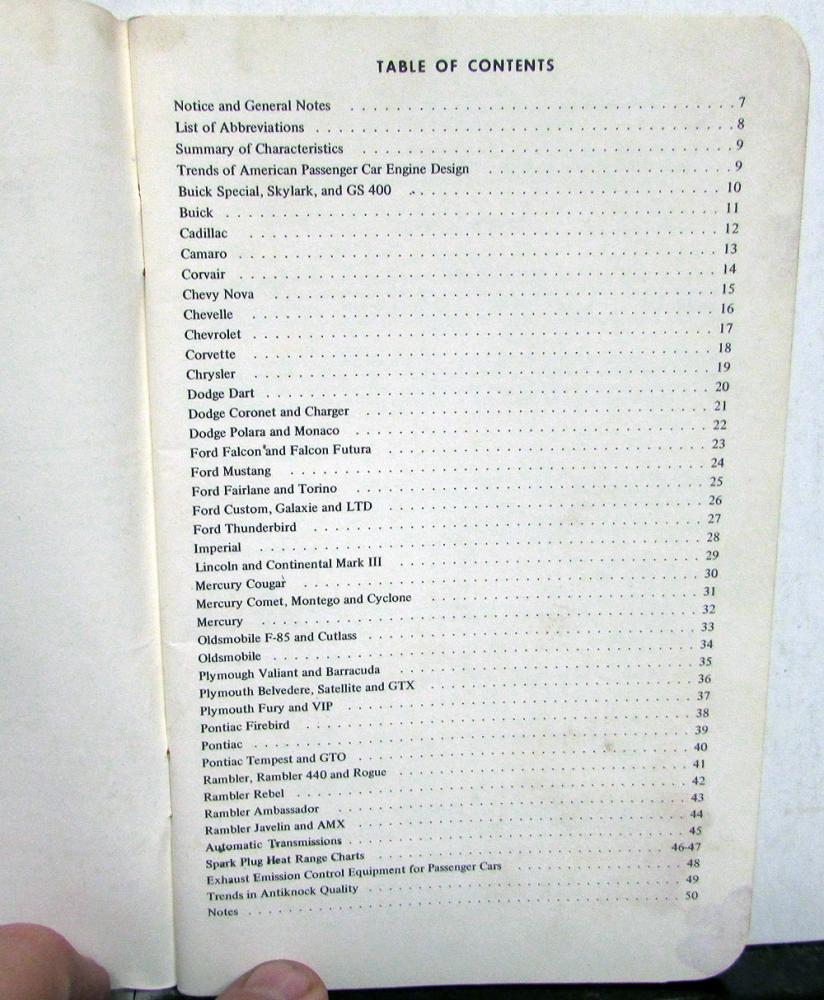 TABLE OF CONTENTS
Notice and General Notes . . . . . . . . 7
List of Abbreviations . . . . . . . . 8
Summary of Characteristics . . . . . . . . 9
Trends of American Passenger Car Engine Design . . . . . . . . 9
Buick Special, Skylark, and GS 400 . . . . . . . . 10
Buick . . . . . . . . 11
Cadillac . . . . . . . . 12
Camaro . . . . . . . . 13
Corvair . . . . . . . . 14
Chevy Nova . . . . . . . . 15
Chevelle . . . . . . . . 16
Chevrolet . . . . . . . . 17
Corvette . . . . . . . . 18
Chrysler . . . . . . . . 19
Dodge Dart . . . . . . . . 20
Dodge Coronet and Charger . . . . . . . . 21
Dodge Polara and Monaco . . . . . . . . 22
Ford Falcon and Falcon Futura . . . . . . . . 23
Ford Mustang . . . . . . . . 24
Ford Fairlane and Torino . . . . . . . . 25
Ford Custom, Galaxie and LTD . . . . . . . . 26
Ford Thunderbird . . . . . . . . 27
Imperial . . . . . . . . 28
Lincoln and Continental Mark III . . . . . . . . 29
Mercury Cougar . . . . . . . . 30
Mercury Comet, Montego and Cyclone . . . . . . . . 31
Mercury . . . . . . . . 32
Oldsmobile F-85 and Cutlass . . . . . . . . 33
Oldsmobile . . . . . . . . 34
Plymough Valiant and Barracuda . . . . . . . . 35
Plymouth Belvedere, Satellite and GTX . . . . . . . . 36
Plymouth Fury and VIP . . . . . . . . 37
Pontiac Firebird . . . . . . . . 38
Pontiac . . . . . . . . 39
Pontiac Tempest and GTO . . . . . . . . 40
Rambler, Rambler 440 and Rogue . . . . . . . . 41
Rambler Rebel . . . . . . . . 42
Rambler Ambassador . . . . . . . . 43
Rambler Javelin and AMX . . . . . . . . 44
Automatic Transmissions . . . . . . . . 45
Spark Plug Heat Range Charts . . . . . . . . 46-47
Exhaust Emission Control Equipment for Passenger Cars . . . . . . . . 48
Trends in Antiknock Quality . . . . . . . . 49
Notes . . . . . . . . 50